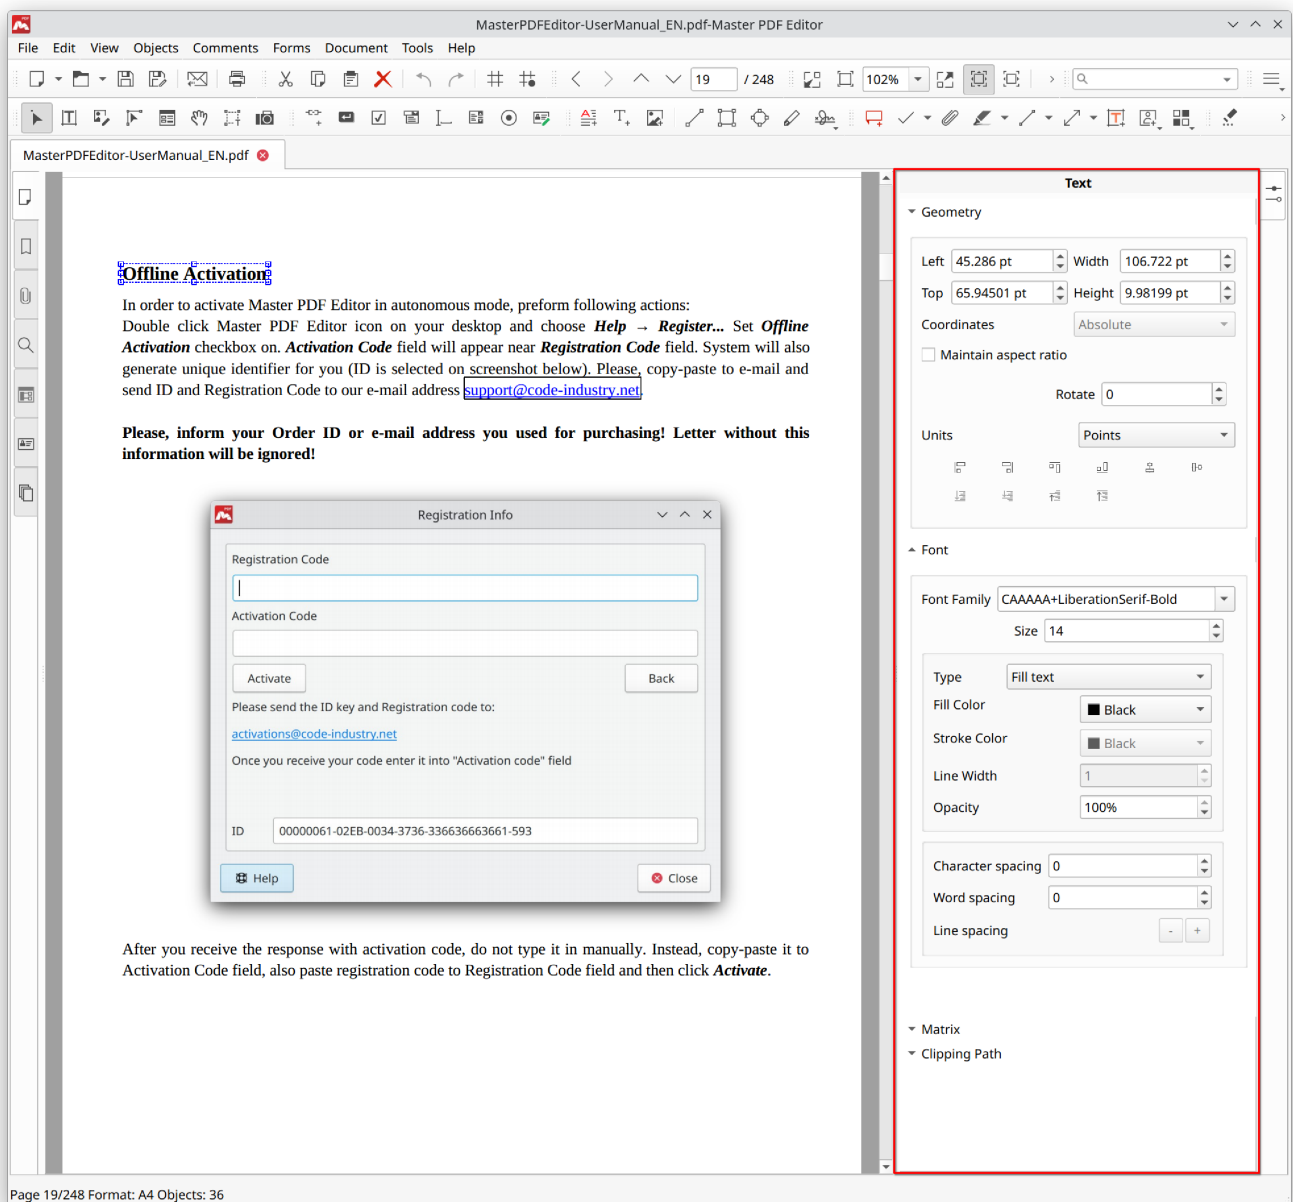 MasterPDFEditor-UserManual_EN.pdf-Master PDF Editor
File Edit View Objects Comments Forms Document Tools Help
19 / 248 102%
MasterPDFEditor-UserManual_EN.pdf
Offline Activation
In order to activate Master PDF Editor in autonomous mode, preform following actions:
Double click Master PDF Editor icon on your desktop and choose Help → Register... Set Offline
Activation checkbox on. Activation Code field will appear near Registration Code field. System will also
generate unique identifier for you (ID is selected on screenshot below). Please, copy-paste to e-mail and
send ID and Registration Code to our e-mail address support@code-industry.net.
Please, inform your Order ID or e-mail address you used for purchasing! Letter without this
information will be ignored!
Registration Info
Registration Code
Activation Code
Activate Back
Please send the ID key and Registration code to:
activations@code-industry.net
Once you receive your code enter it into "Activation code" field
ID 00000061-02EB-0034-3736-336636663661-593
Help Close
After you receive the response with activation code, do not type it in manually. Instead, copy-paste it to
Activation Code field, also paste registration code to Registration Code field and then click Activate.
Text
Geometry
Left 45.286 pt Width 106.722 pt
Top 65.94501 pt Height 9.98199 pt
Coordinates Absolute
Maintain aspect ratio
Rotate 0
Units Points
Font
Font Family CAAAAA+LiberationSerif-Bold
Size 14
Type Fill text
Fill Color Black
Stroke Color Black
Line Width 1
Opacity 100%
Character spacing 0
Word spacing 0
Line spacing - +
Matrix
Clipping Path
Page 19/248 Format: A4 Objects: 36